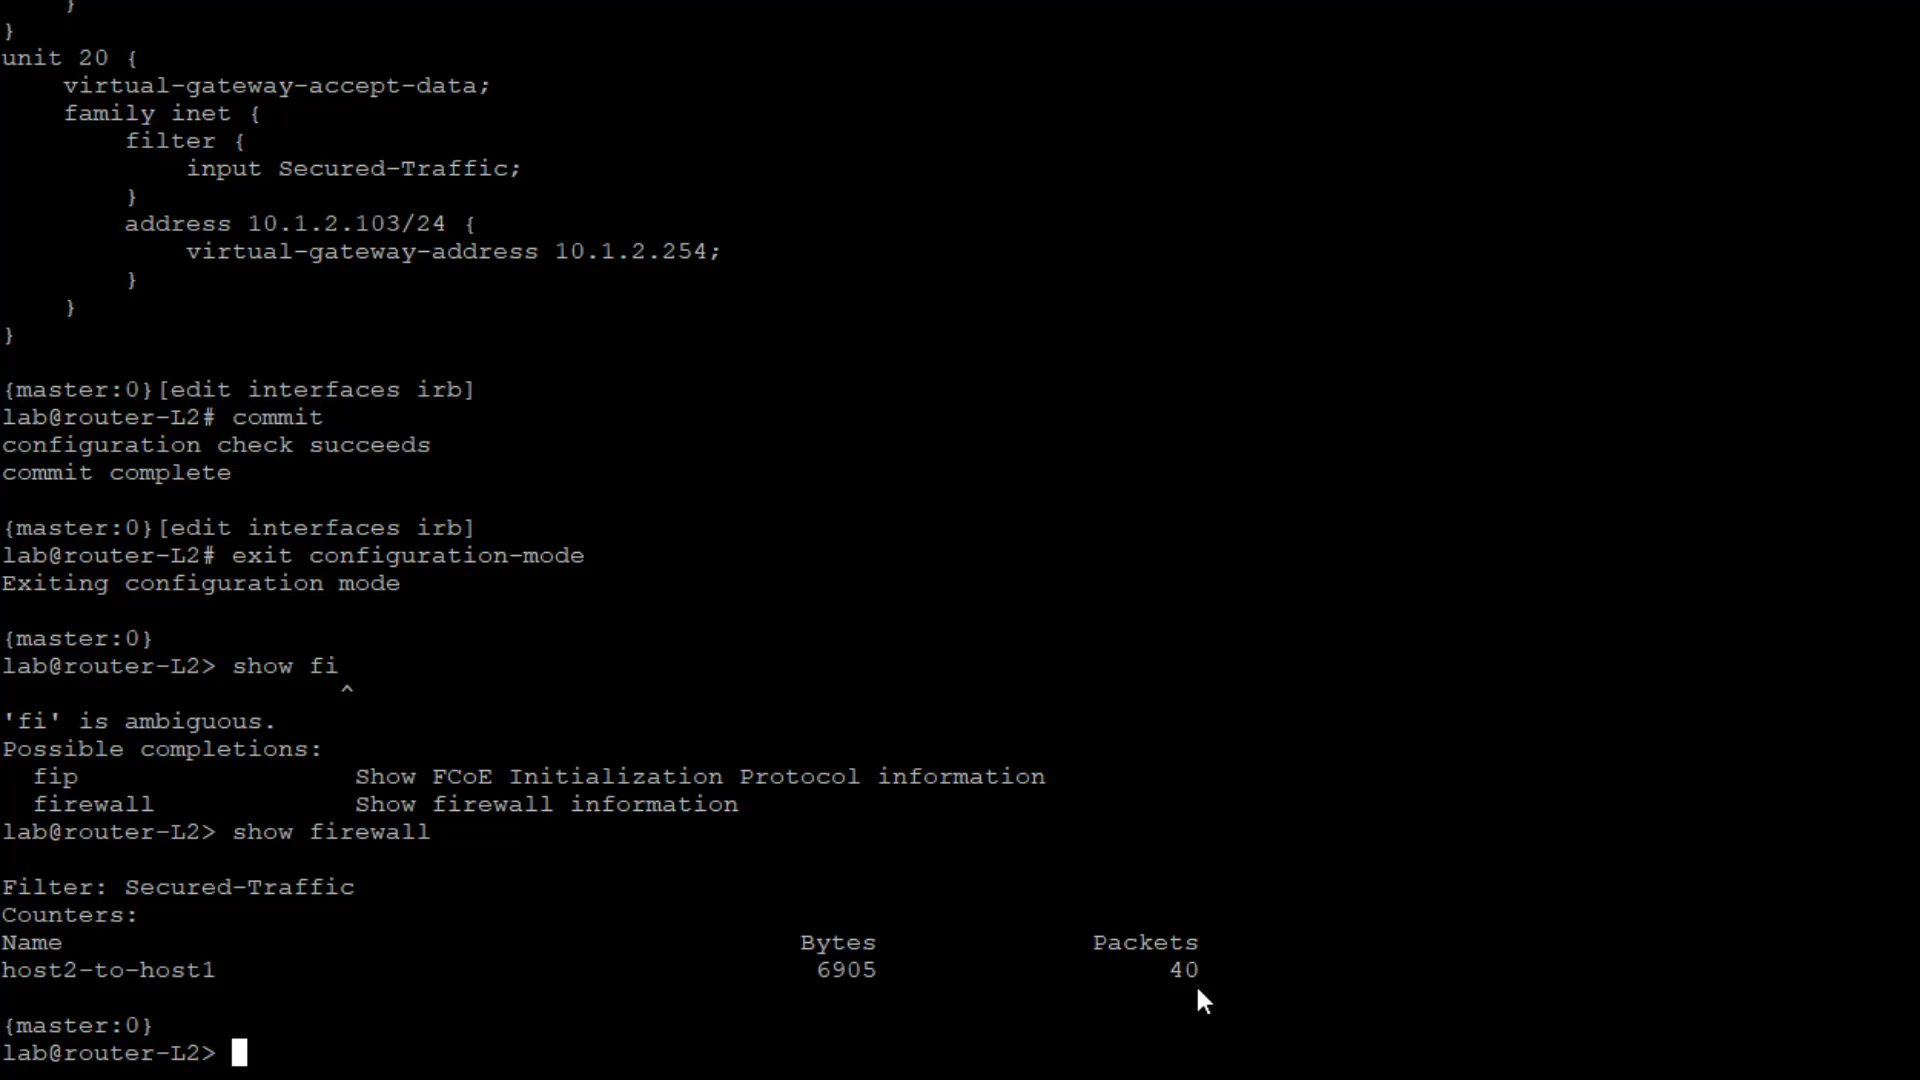 }
}
unit 20 {
virtual-gateway-accept-data;
family inet {
filter {
input Secured-Traffic;
}
address 10.1.2.103/24 {
virtual-gateway-address 10.1.2.254;
}
}
}
{master:0}[edit interfaces irb]
lab@router-L2# commit
configuration check succeeds
commit complete
{master:0}[edit interfaces irb]
lab@router-L2# exit configuration-mode
Exiting configuration mode
{master:0}
lab@router-L2> show fi
^
'fi' is ambiguous.
Possible completions:
fip Show FCoE Initialization Protocol information
firewall Show firewall information
lab@router-L2> show firewall
Filter: Secured-Traffic
Counters:
Name Bytes Packets
host2-to-host1 6905 40
{master:0}
lab@router-L2>